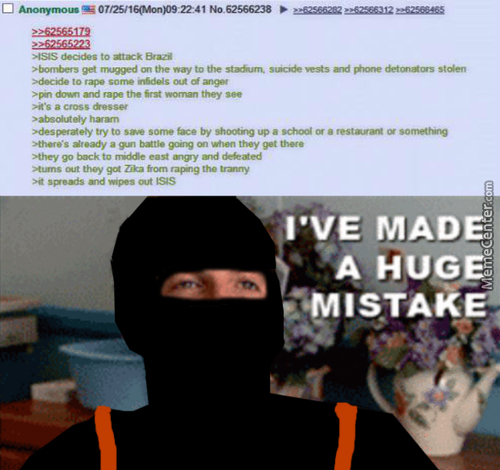 Anonymous 07/25/16(Mon)09:22:41 No.62566238 ▶ >>62566282 >>62566312 >>62566465
>>62565179
>>62565223
>ISIS decides to attack Brazil
>bombers get mugged on the way to the stadium, suicide vests and phone detonators stolen
>decide to rape some infidels out of anger
>pin down and rape the first woman they see
>it's a cross dresser
>absolutely haram
>desperately try to save some face by shooting up a school or a restaurant or something
>there's already a gun battle going on when they get there
>they go back to middle east angry and defeated
>turns out they got Zika from raping the tranny
>it spreads and wipes out ISIS
I'VE MADE
A HUGE
MISTAKE
MemeCenter.com